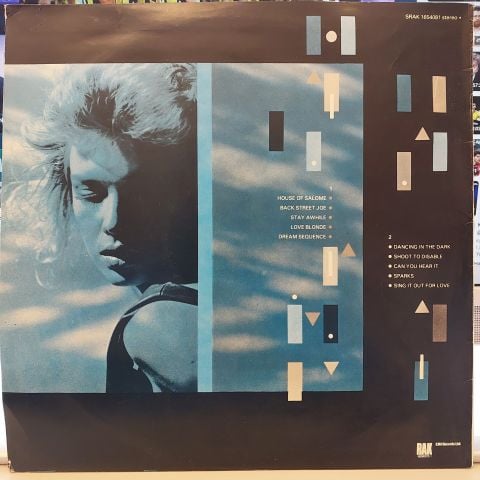 SRAK 1654081 stereo
1
HOUSE OF SALOME
BACK STREET JOE
STAY AWHILE
LOVE BLONDE
DREAM SEQUENCE
2
DANCING IN THE DARK
SHOOT TO DISABLE
CAN YOU HEAR IT
SPARKS
SING IT OUT FOR LOVE
RAK